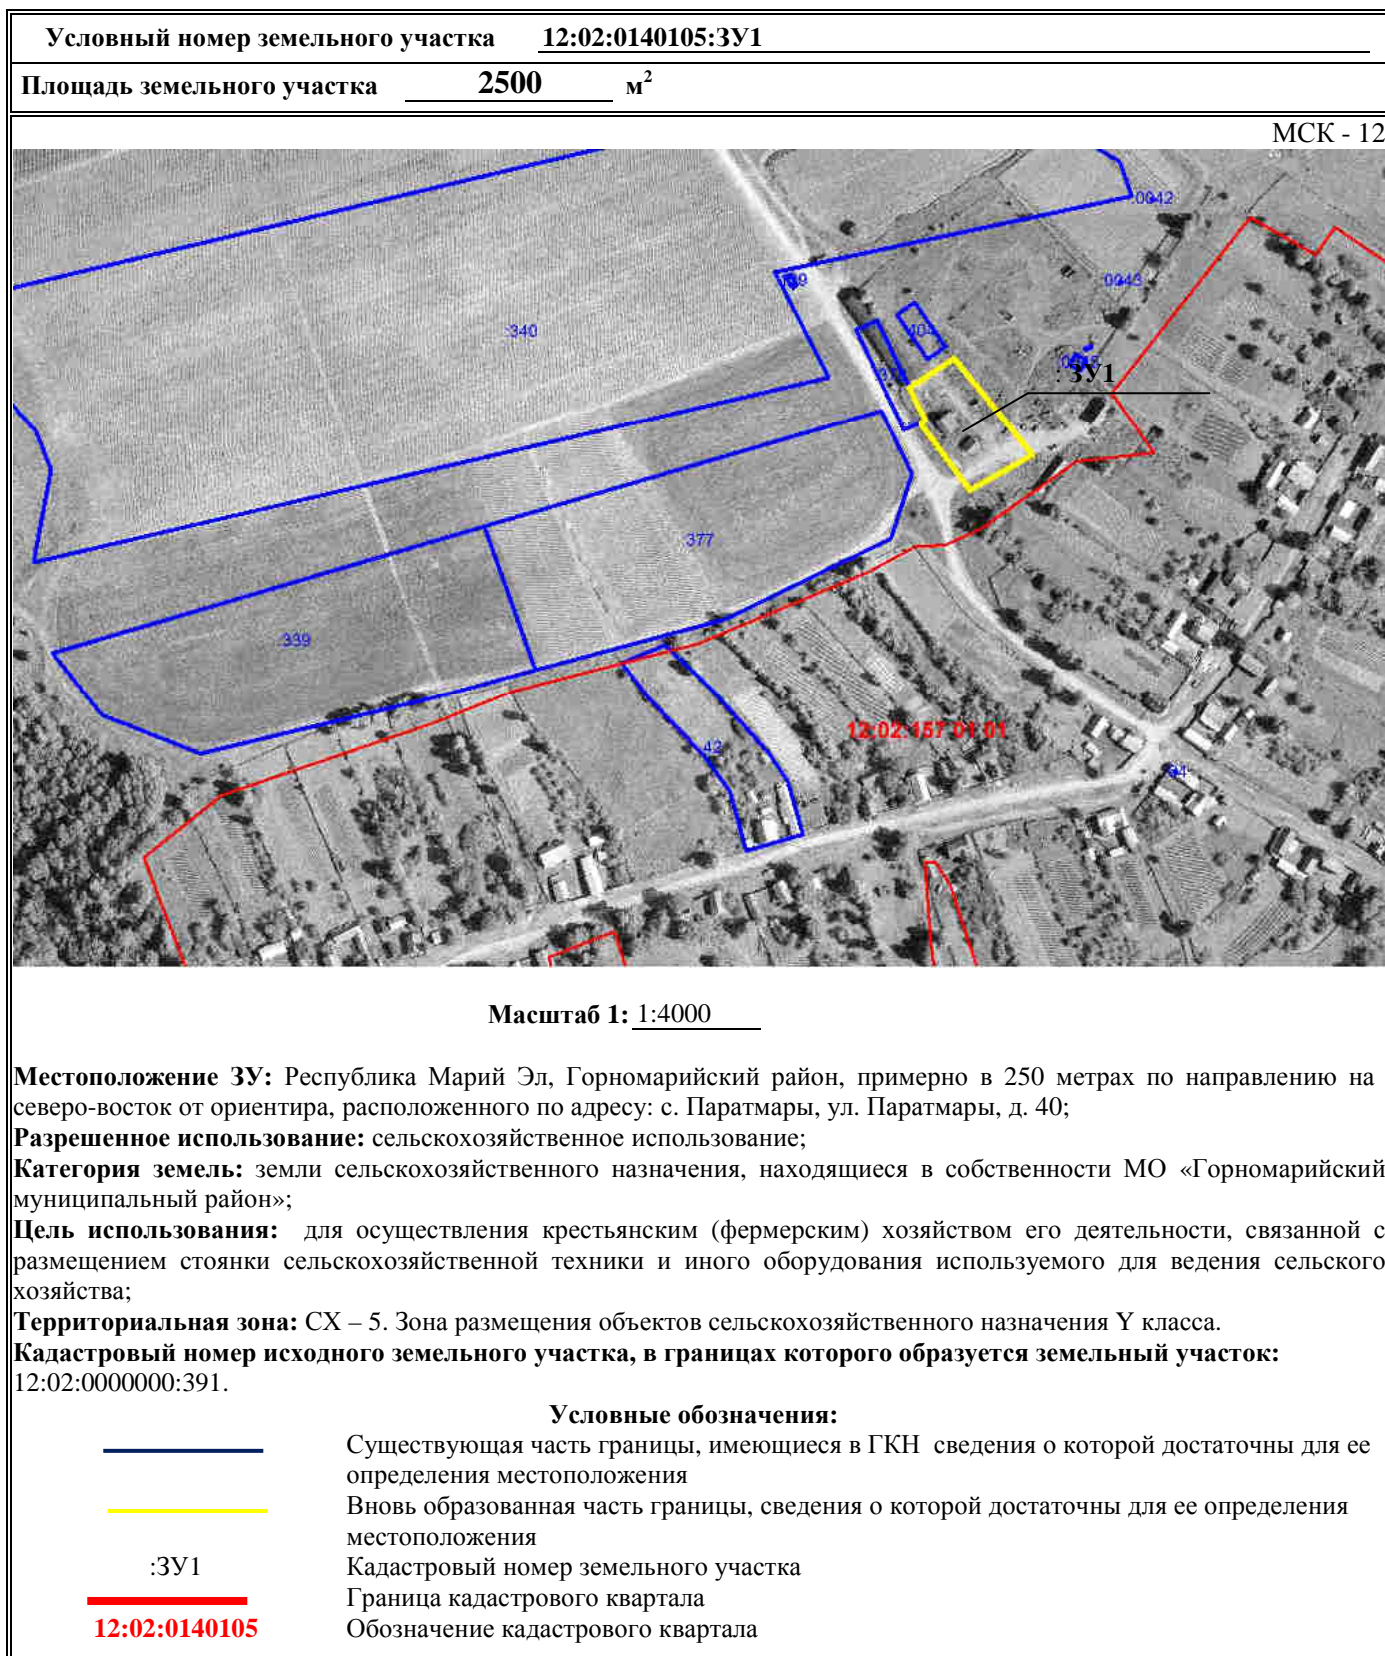 Условный номер земельного участка 12:02:0140105:ЗУ1
Площадь земельного участка 2500 м²
МСК - 12
:0042
0043
:340
404
: ЗУ1
:377
:339
:42
12:02:157 01 01
Масштаб 1: 1:4000
Местоположение ЗУ: Республика Марий Эл, Горномарийский район, примерно в 250 метрах по направлению на
северо-восток от ориентира, расположенного по адресу: с. Паратмары, ул. Паратмары, д. 40;
Разрешенное использование: сельскохозяйственное использование;
Категория земель: земли сельскохозяйственного назначения, находящиеся в собственности МО «Горномарийский
муниципальный район»;
Цель использования: для осуществления крестьянским (фермерским) хозяйством его деятельности, связанной с
размещением стоянки сельскохозяйственной техники и иного оборудования используемого для ведения сельского
хозяйства;
Территориальная зона: СХ – 5. Зона размещения объектов сельскохозяйственного назначения Y класса.
Кадастровый номер исходного земельного участка, в границах которого образуется земельный участок:
12:02:0000000:391.
Условные обозначения:
Существующая часть границы, имеющиеся в ГКН сведения о которой достаточны для ее
определения местоположения
Вновь образованная часть границы, сведения о которой достаточны для ее определения
местоположения
:ЗУ1 Кадастровый номер земельного участка
Граница кадастрового квартала
12:02:0140105 Обозначение кадастрового квартала